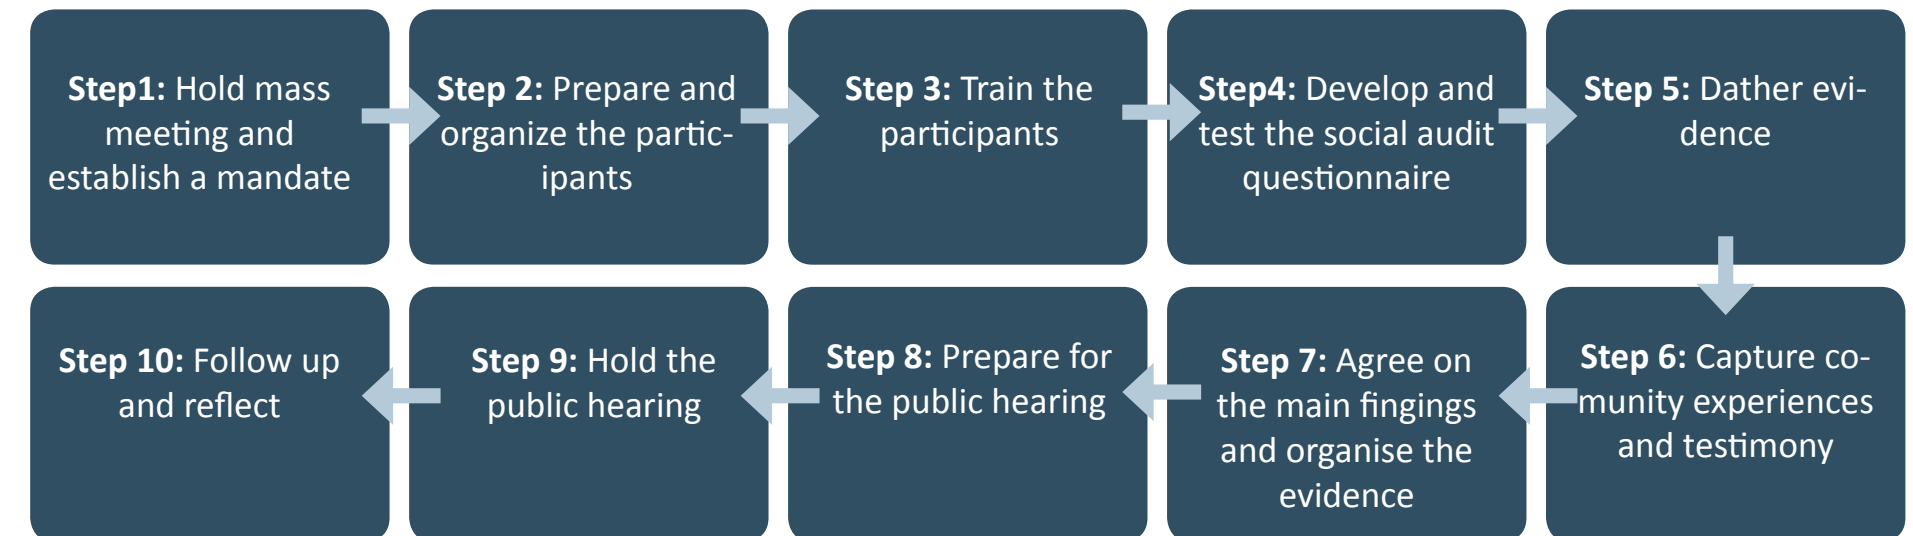 Step1: Hold mass
meeting and
establish a mandate
Step 2: Prepare and
organize the partic-
ipants
Step 3: Train the
participants
Step4: Develop and
test the social audit
questionnaire
Step 5: Dather evi-
dence
Step 6: Capture co-
munity experiences
and testimony
Step 7: Agree on
the main fingings
and organise the
evidence
Step 8: Prepare for
the public hearing
Step 9: Hold the
public hearing
Step 10: Follow up
and reflect